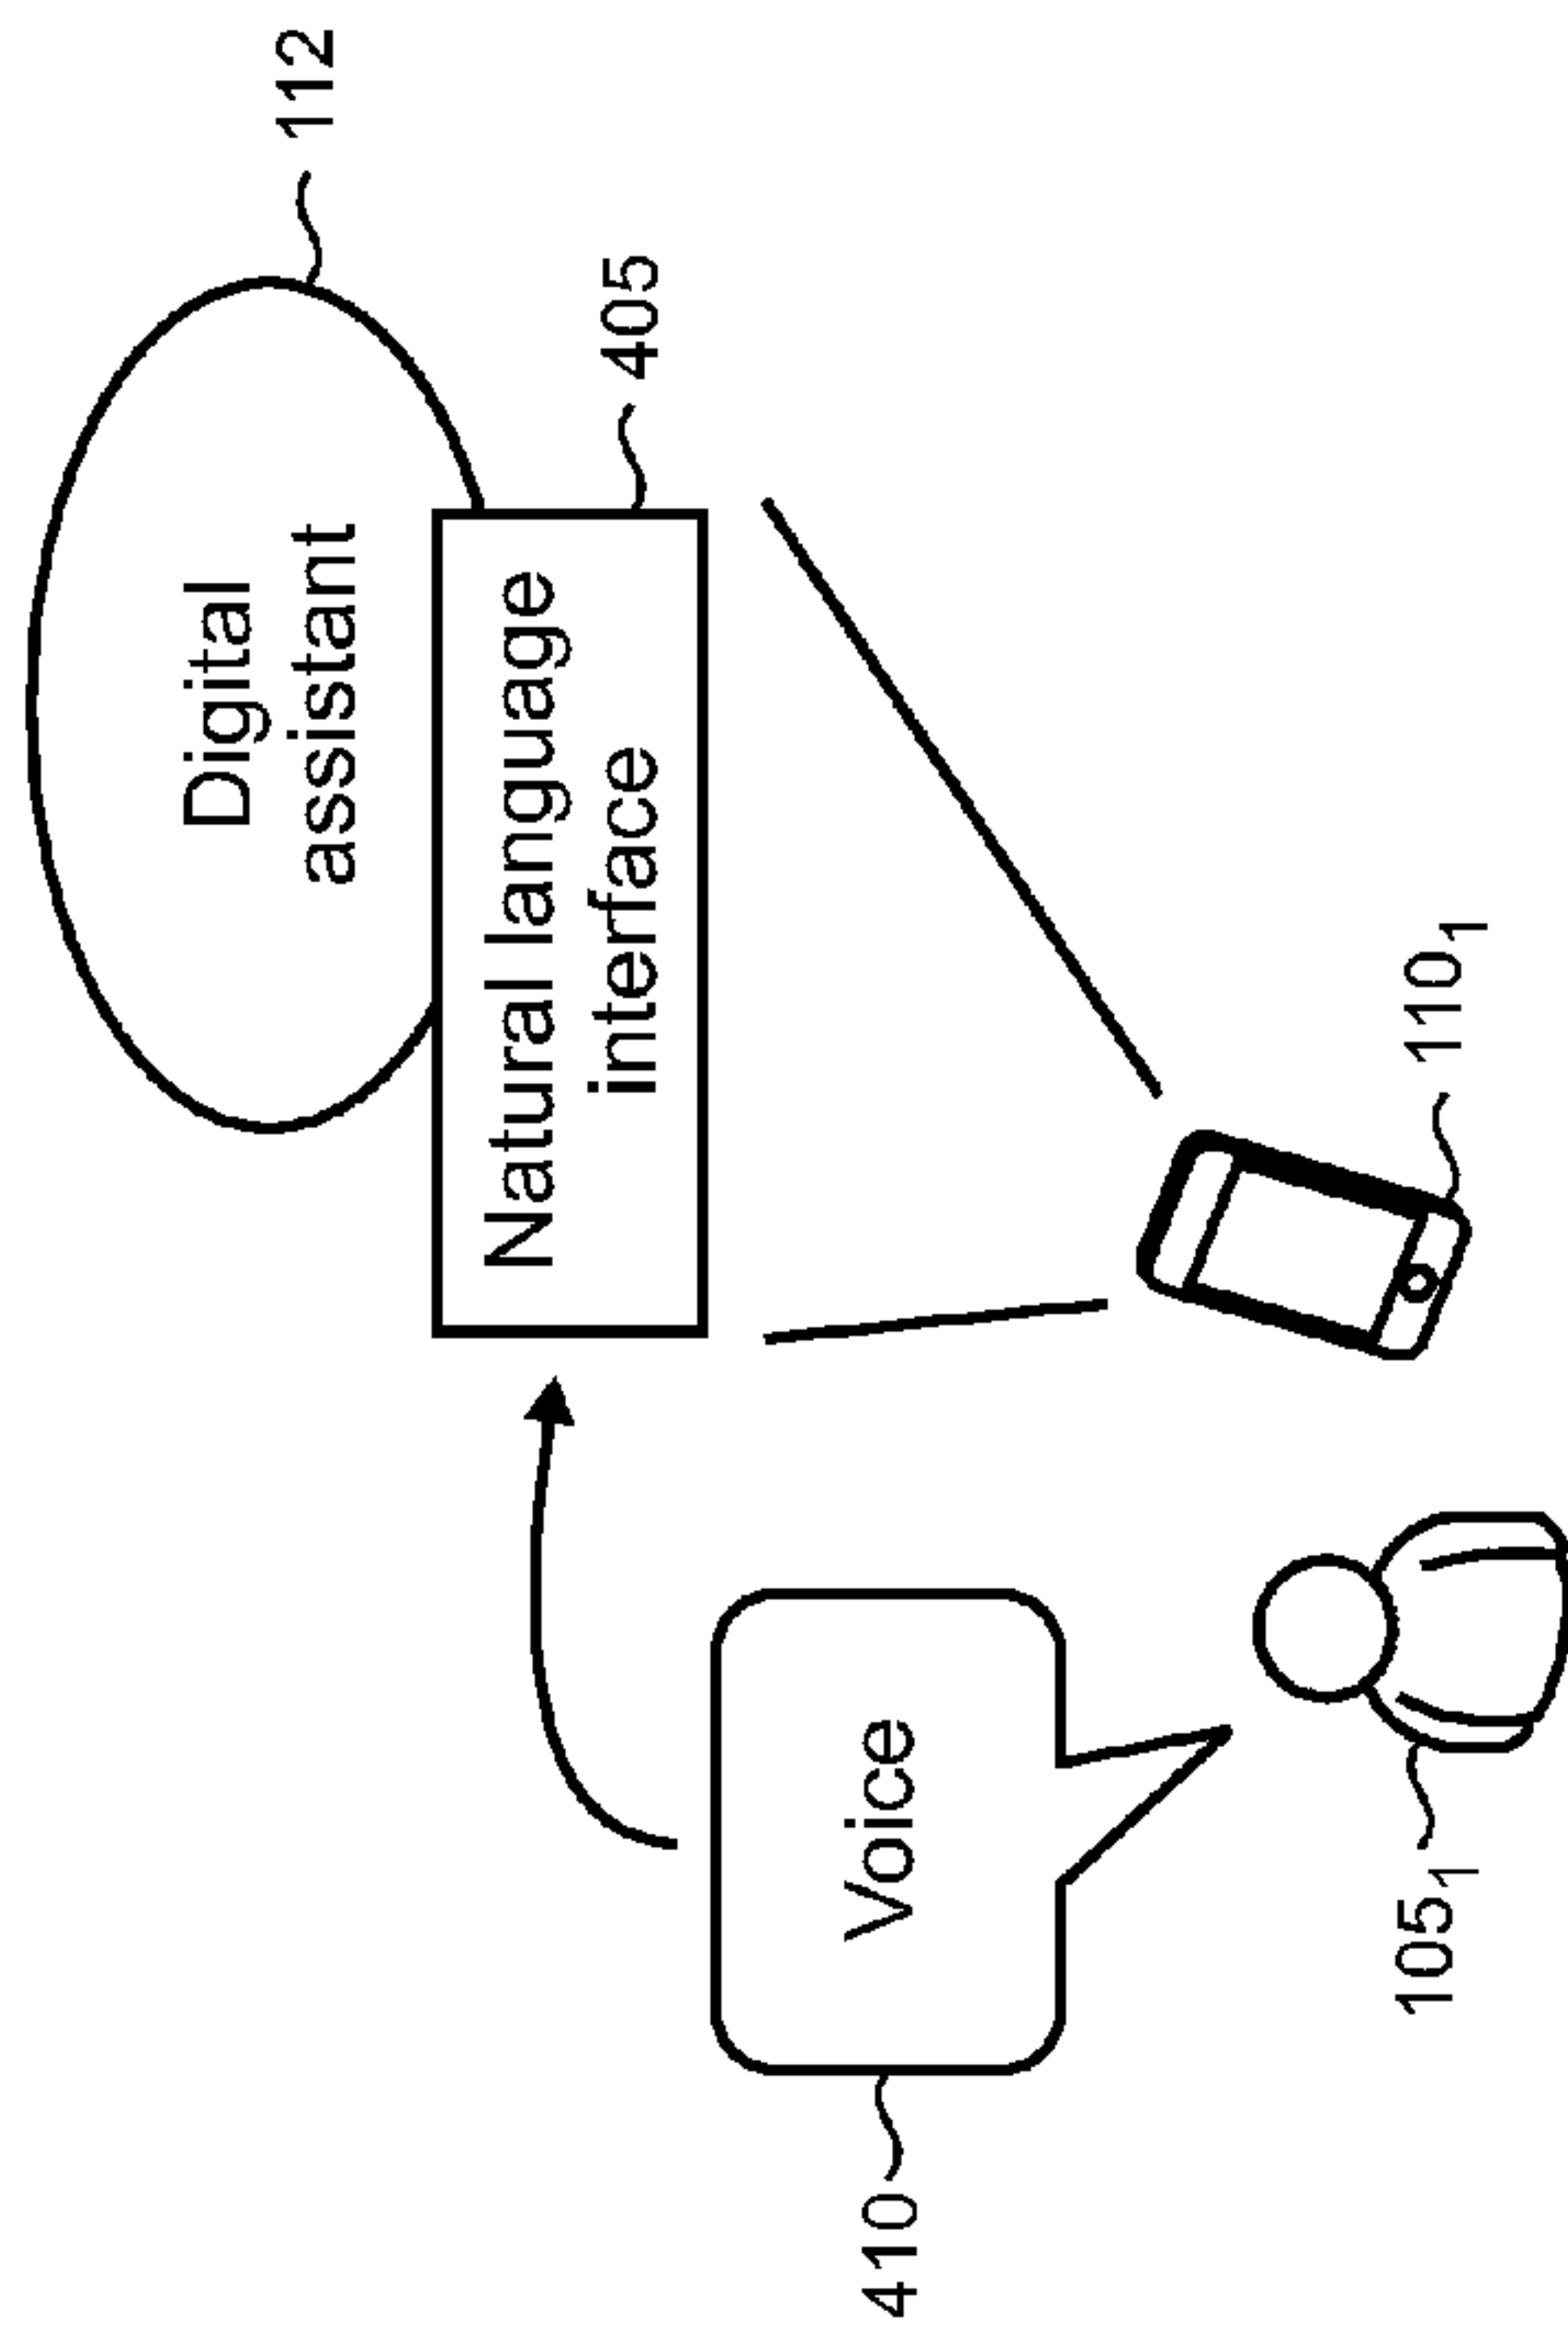 112
Digital
assistant
405
Natural language
interface
Voice
410
110₁
105₁